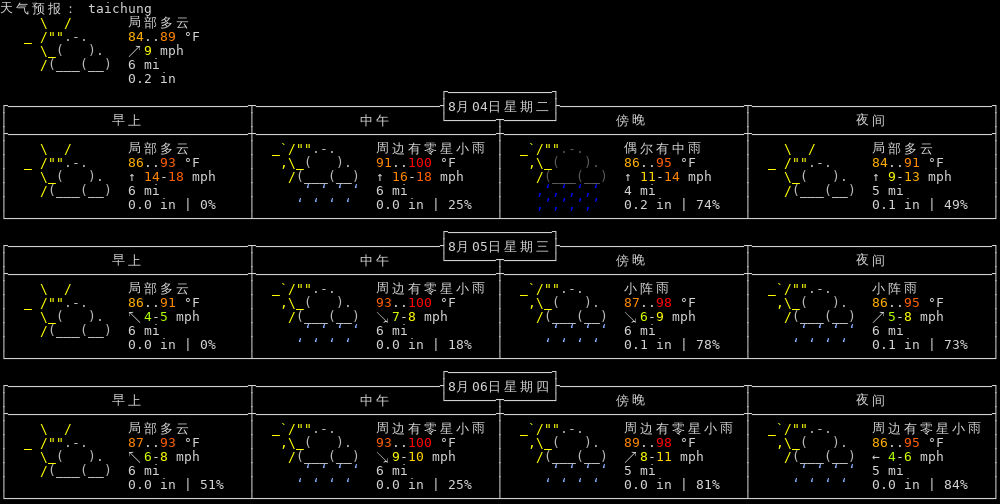 天气预报： taichung
局部多云
84..89 °F
↗9 mph
6 mi
0.2 in
8月04日星期二
早上 中午 傍晚 夜间
局部多云 周边有零星小雨 偶尔有中雨 局部多云
86..93 °F 91..100 °F 86..95 °F 84..91 °F
↑ 14-18 mph ↑ 16-18 mph ↑ 11-14 mph ↑ 9-13 mph
6 mi 6 mi 4 mi 5 mi
0.0 in | 0% 0.0 in | 25% 0.2 in | 74% 0.1 in | 49%
8月05日星期三
早上 中午 傍晚 夜间
局部多云 周边有零星小雨 小阵雨 小阵雨
86..91 °F 93..100 °F 87..98 °F 86..95 °F
↖4-5 mph ↘7-8 mph ↘6-9 mph ↗5-8 mph
6 mi 6 mi 6 mi 6 mi
0.0 in | 0% 0.0 in | 18% 0.1 in | 78% 0.1 in | 73%
8月06日星期四
早上 中午 傍晚 夜间
局部多云 周边有零星小雨 周边有零星小雨 周边有零星小雨
87..93 °F 93..100 °F 89..98 °F 86..95 °F
↖6-8 mph ↘9-10 mph ↗8-11 mph ← 4-6 mph
6 mi 6 mi 5 mi 5 mi
0.0 in | 51% 0.0 in | 25% 0.0 in | 81% 0.0 in | 84%